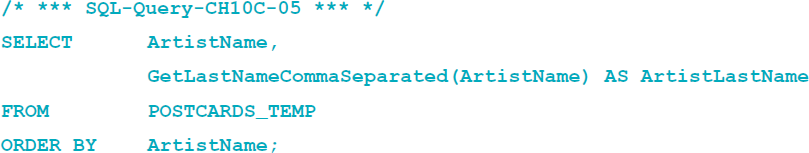 /* *** SQL-Query-CH10C-05 *** */
SELECT ArtistName,
GetLastNameCommaSeparated(ArtistName) AS ArtistLastName
FROM POSTCARDS_TEMP
ORDER BY ArtistName;